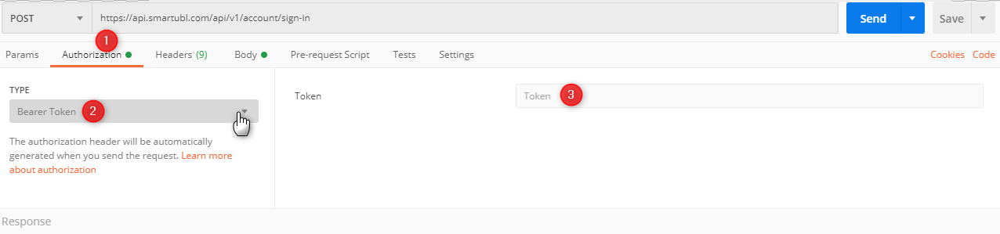 POST https://api.smartubl.com/api/v1/account/sign-in Send Save
1
Params Authorization Headers (9) Body Pre-request Script Tests Settings Cookies Code
TYPE
Bearer Token 2
Token Token 3
The authorization header will be automatically
generated when you send the request. Learn more
about authorization
Response